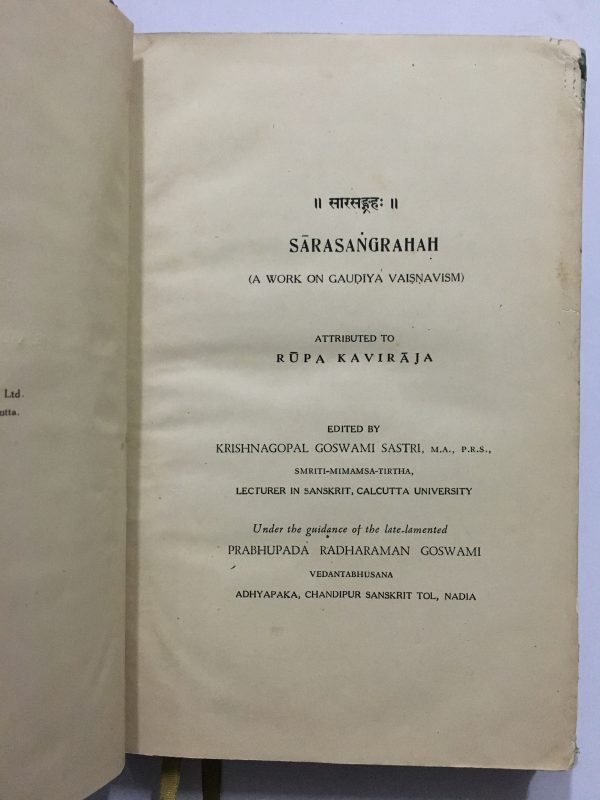 Ltd.
utta.
॥ सारसङ्ग्रहः ॥
SĀRASAṄGRAHAH
(A WORK ON GAUḌIYA VAIṢṆAVISM)
ATTRIBUTED TO
RŪPA KAVIRĀJA
EDITED BY
KRISHNAGOPAL GOSWAMI SASTRI, M.A., P.R.S.,
SMRITI-MIMAMSA-TIRTHA,
LECTURER IN SANSKRIT, CALCUTTA UNIVERSITY
Under the guidance of the late-lamented
PRABHUPADA RADHARAMAN GOSWAMI
VEDANTABHUSANA
ADHYAPAKA, CHANDIPUR SANSKRIT TOL, NADIA